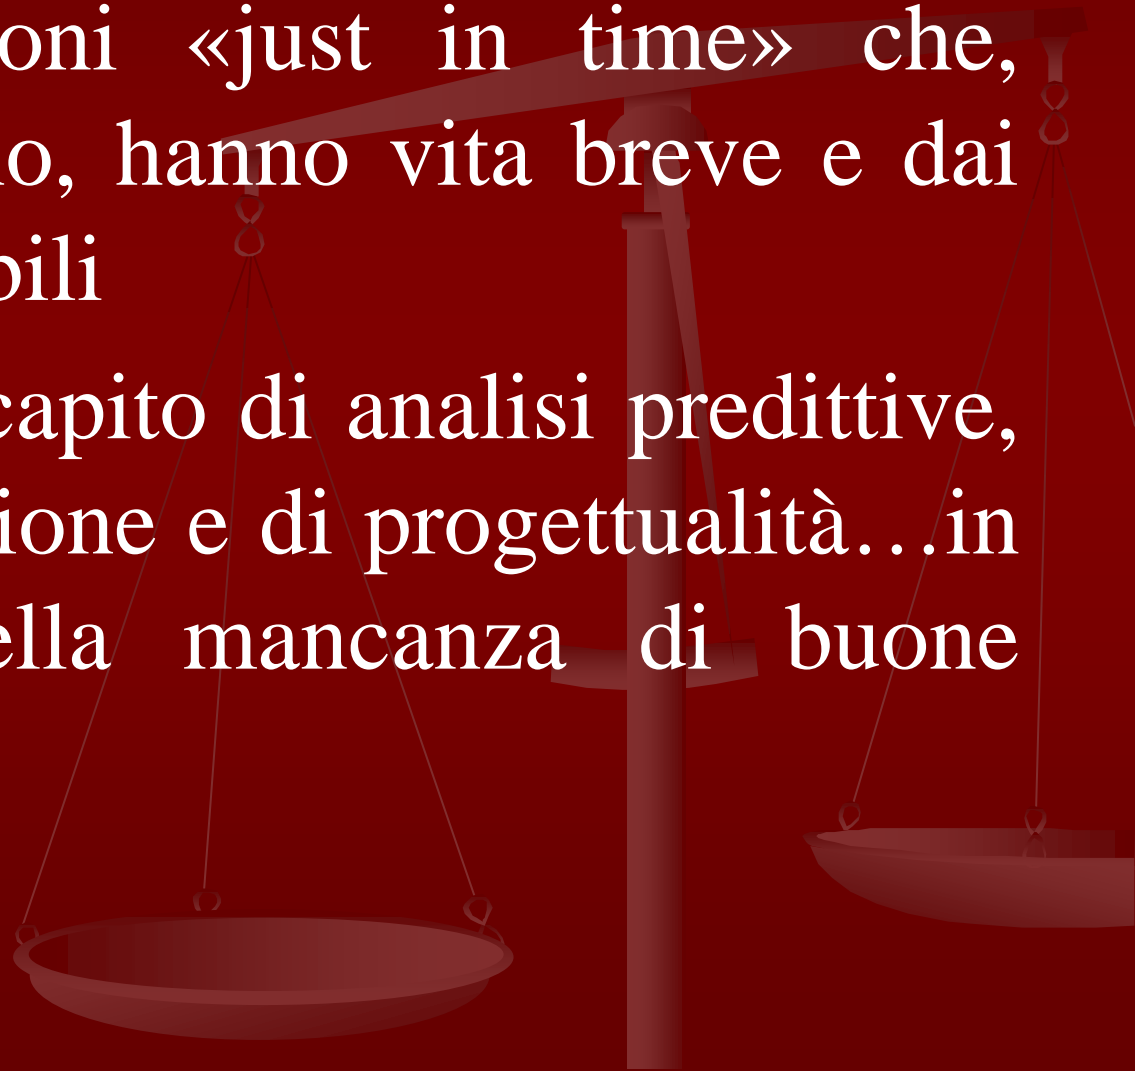 oni «just in time» che,
o, hanno vita breve e dai
bili
capito di analisi predittive,
ione e di progettualità…in
ella mancanza di buone